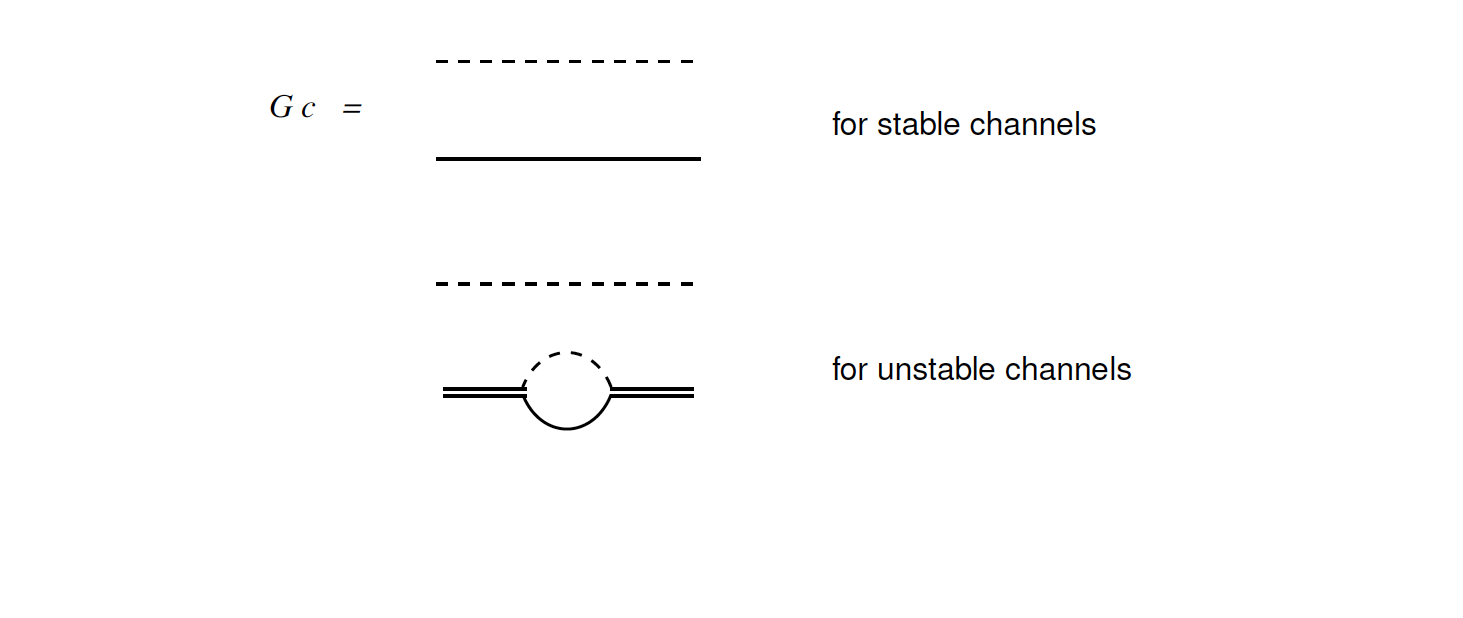 G c =
for stable channels
for unstable channels